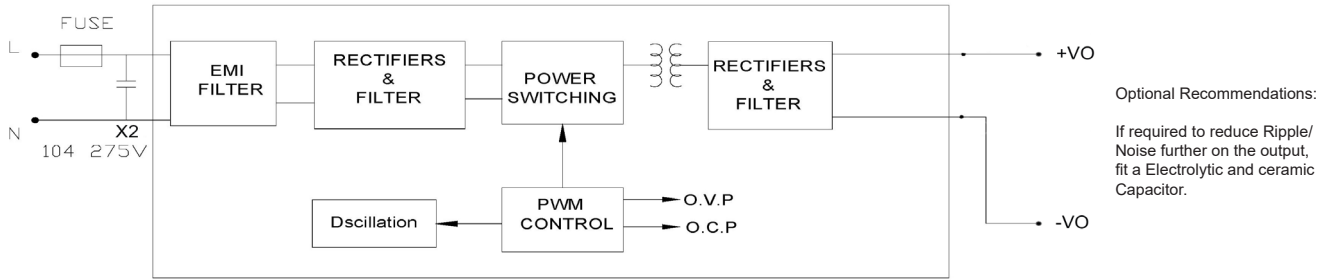 FUSE
L
EMI
FILTER
RECTIFIERS
&
FILTER
POWER
SWITCHING
RECTIFIERS
&
FILTER
+VO
N
X2
104 275V
Dscillation
PWM
CONTROL
O.V.P
O.C.P
-VO
Optional Recommendations:
If required to reduce Ripple/
Noise further on the output,
fit a Electrolytic and ceramic
Capacitor.